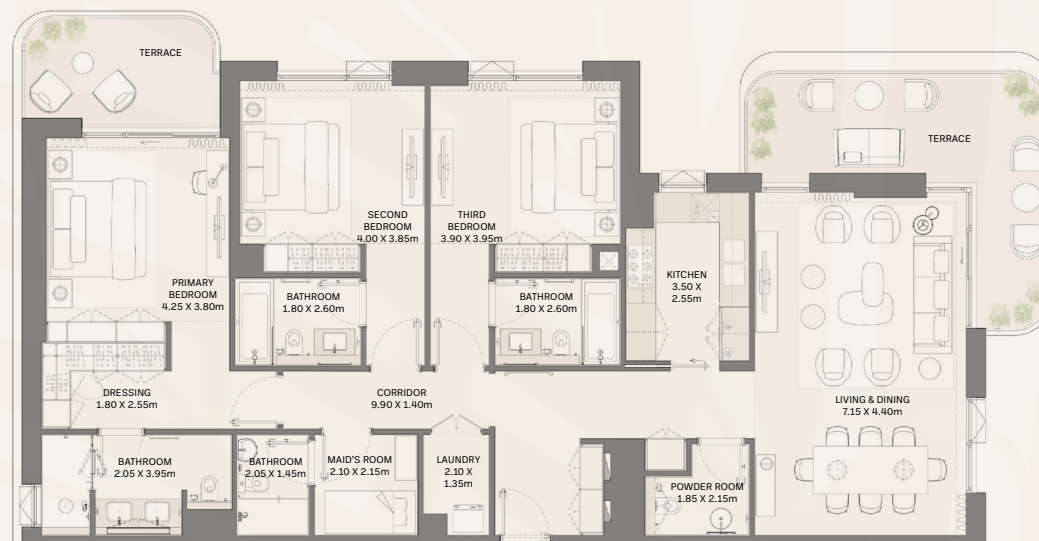 TERRACE
TERRACE
SECOND
BEDROOM
4.00 X 3.85m
THIRD
BEDROOM
3.90 X 3.95m
PRIMARY
BEDROOM
4.25 X 3.80m
BATHROOM
1.80 X 2.60m
BATHROOM
1.80 X 2.60m
KITCHEN
3.50 X
2.55m
DRESSING
1.80 X 2.55m
CORRIDOR
9.90 X 1.40m
LIVING & DINING
7.15 X 4.40m
BATHROOM
2.05 X 3.95m
BATHROOM
2.05 X 1.45m
MAID'S ROOM
2.10 X 2.15m
LAUNDRY
2.10 X
1.35m
POWDER ROOM
1.85 X 2.15m